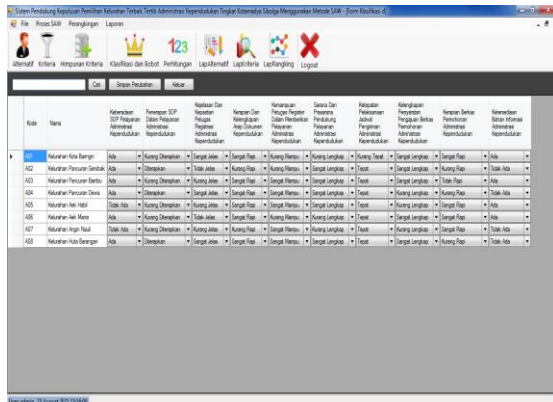 Sistem Pendukung Keputusan Pemilihan Kelurahan Terbaik Tertib Administrasi Kependudukan Tingkat Kotamadya Sibolga Menggunakan Metode SAW - [Form Klasifikasi d]
File Proses SAW Perangkingan Laporan
Alternatif Kriteria Himpunan Kriteria Klasifikasi dan Bobot Perhitungan LapAlternatif LapKriteria LapRangking Logout
Cari Simpan Perubahan Keluar
Kode Nama
Keberadaan SOP Pelayanan Administrasi Kependudukan
Penerapan SOP Dalam Pelayanan Administrasi Kependudukan
Kejelasan Dan Kepastian Petugas Registrasi Administrasi Kependudukan
Kerapian Dan Kelengkapan Arsip Dokumen Kependudukan
Kemampuan Petugas Register Dalam Memberikan Pelayanan Administrasi Kependudukan
Sarana Dan Prasarana Pendukung Pelayanan Administrasi Kependudukan
Ketepatan Pelaksanaan Jadwal Pengiriman Administrasi Kependudukan
Kelengkapan Persyaratan Pengajuan Berkas Permohonan Administrasi Kependudukan
Kerapian Berkas Permohonan Administrasi Kependudukan
Ketersediaan Bahan Informasi Administrasi Kependudukan
A01 Kelurahan Kota Baringin Ada Kurang Diterapkan Sangat Jelas Sangat Rapi Kurang Mampu Kurang Lengkap Kurang Tepat Sangat Lengkap Sangat Rapi Ada
A02 Kelurahan Pancuran Gerobak Ada Diterapkan Tidak Jelas Kurang Rapi Kurang Mampu Sangat Lengkap Tepat Sangat Lengkap Kurang Rapi Tidak Ada
A03 Kelurahan Pancuran Bambu Ada Kurang Diterapkan Kurang Jelas Sangat Rapi Kurang Mampu Sangat Lengkap Tepat Kurang Lengkap Tidak Rapi Ada
A04 Kelurahan Pancuran Dewa Ada Diterapkan Sangat Jelas Sangat Rapi Sangat Mampu Sangat Lengkap Tepat Sangat Lengkap Sangat Rapi Tidak Ada
A05 Kelurahan Aek Habil Tidak Ada Kurang Diterapkan Sangat Jelas Sangat Rapi Kurang Mampu Kurang Lengkap Tepat Sangat Lengkap Kurang Rapi Ada
A06 Kelurahan Aek Manis Ada Kurang Diterapkan Tidak Jelas Kurang Rapi Kurang Mampu Sangat Lengkap Tepat Kurang Lengkap Sangat Rapi Ada
A07 Kelurahan Angin Nauli Tidak Ada Kurang Diterapkan Kurang Jelas Kurang Rapi Sangat Mampu Kurang Lengkap Tepat Sangat Lengkap Kurang Rapi Tidak Ada
A08 Kelurahan Huta Barangan Ada Diterapkan Sangat Jelas Sangat Rapi Sangat Mampu Sangat Lengkap Tepat Sangat Lengkap Kurang Rapi Tidak Ada